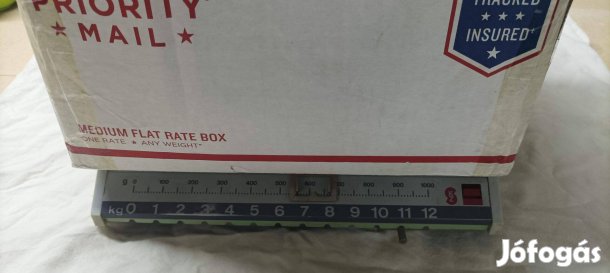 PRIORITY
★ MAIL ★
TRACKED
★ ★ ★
INSURED
★
MEDIUM FLAT RATE BOX
ONE RATE ★ ANY WEIGHT*
g 0 100 200 300 400 500 600 700 800 900 1000
kg 0 1 2 3 4 5 6 7 8 9 10 11 12
Jófogás